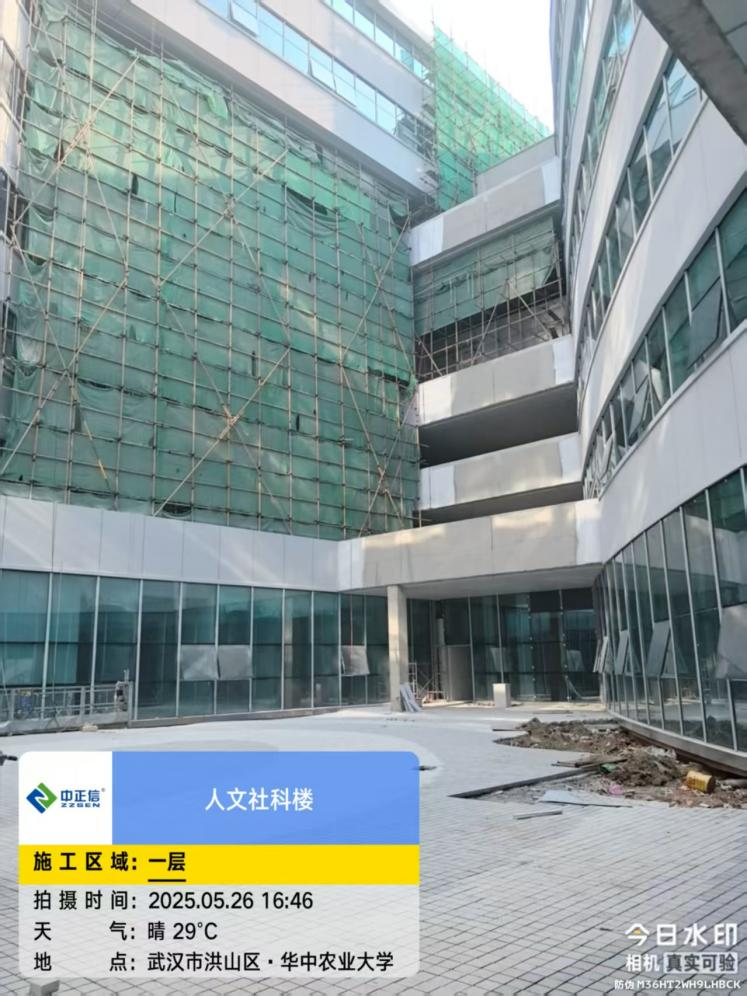 中正信®
ZZSEN
人文社科楼
施工区域：一层
拍摄时间：2025.05.26 16:46
天　　气：晴 29°C
地　　点：武汉市洪山区·华中农业大学
今日水印
相机 真实可验
防伪 M36HT2WH9LHBCK